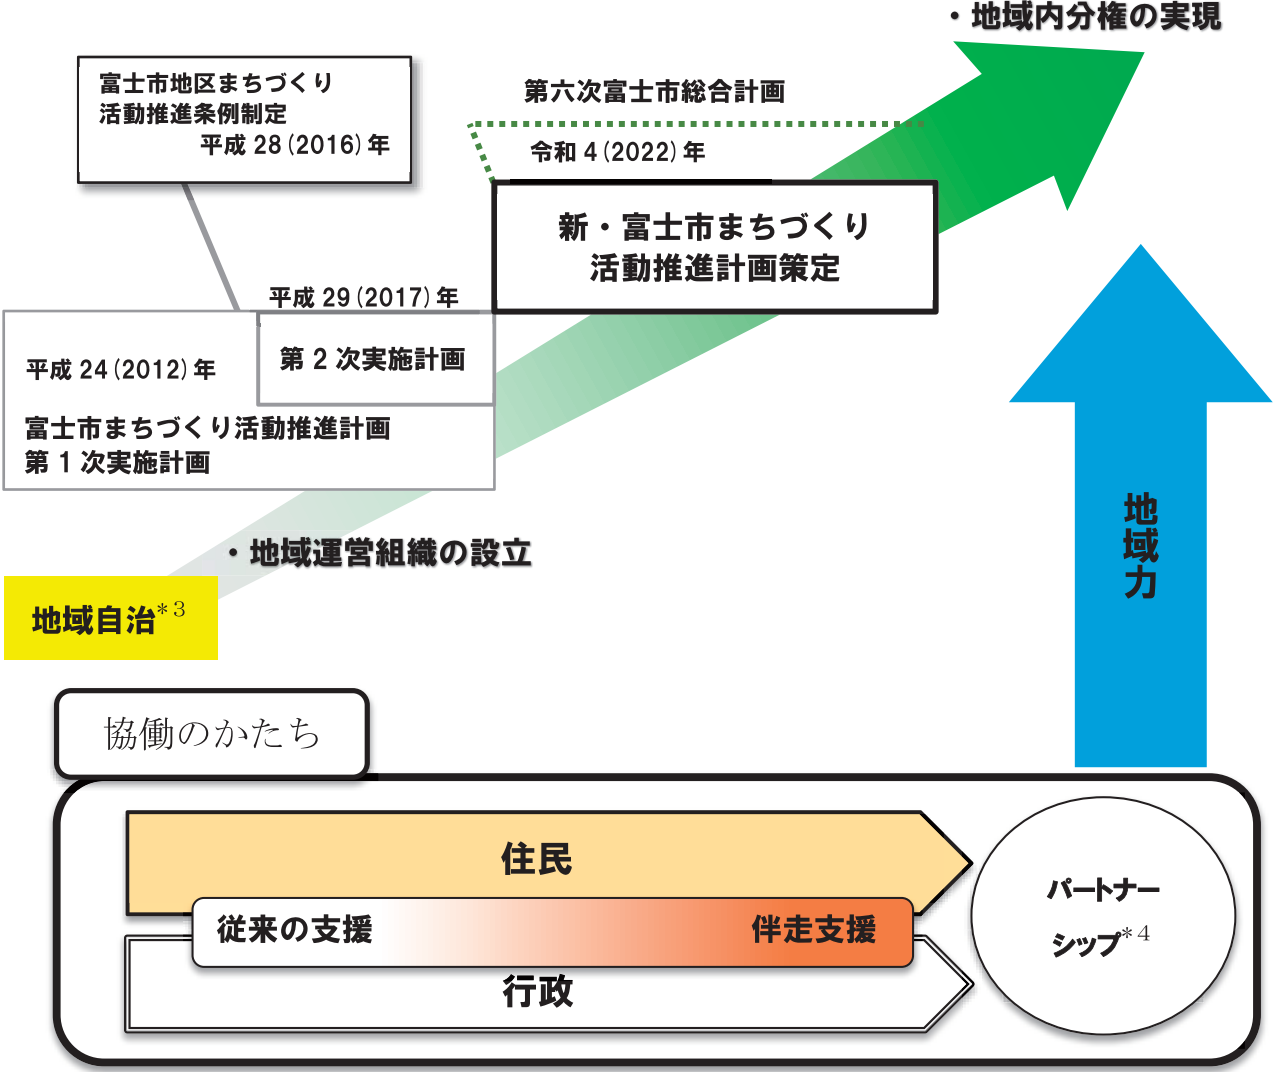 ・地域内分権の実現
富士市地区まちづくり
活動推進条例制定
平成 28(2016)年
第六次富士市総合計画
令和 4(2022)年
新・富士市まちづくり
活動推進計画策定
平成 29(2017)年
第 2 次実施計画
平成 24(2012)年
富士市まちづくり活動推進計画
第 1 次実施計画
・地域運営組織の設立
地域自治*3
地域力
協働のかたち
住民
従来の支援
伴走支援
行政
パートナー
シップ*4